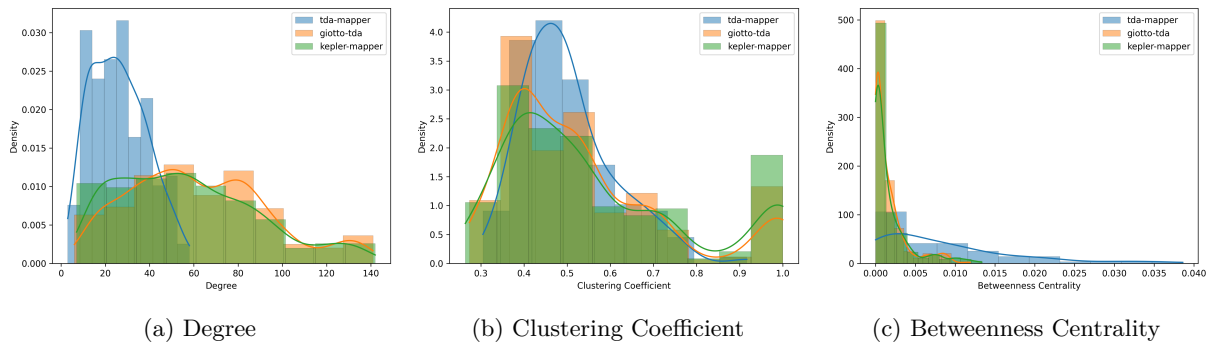 0.030
0.025
0.020
0.015
0.010
0.005
0.000
Density
0 20 40 60 80 100 120 140
Degree
tda-mapper
giotto-tda
kepler-mapper
(a) Degree
4.0
3.5
3.0
2.5
2.0
1.5
1.0
0.5
0.0
Density
0.3 0.4 0.5 0.6 0.7 0.8 0.9 1.0
Clustering Coefficient
tda-mapper
giotto-tda
kepler-mapper
(b) Clustering Coefficient
500
400
300
200
100
0
Density
0.000 0.005 0.010 0.015 0.020 0.025 0.030 0.035 0.040
Betweenness Centrality
tda-mapper
giotto-tda
kepler-mapper
(c) Betweenness Centrality